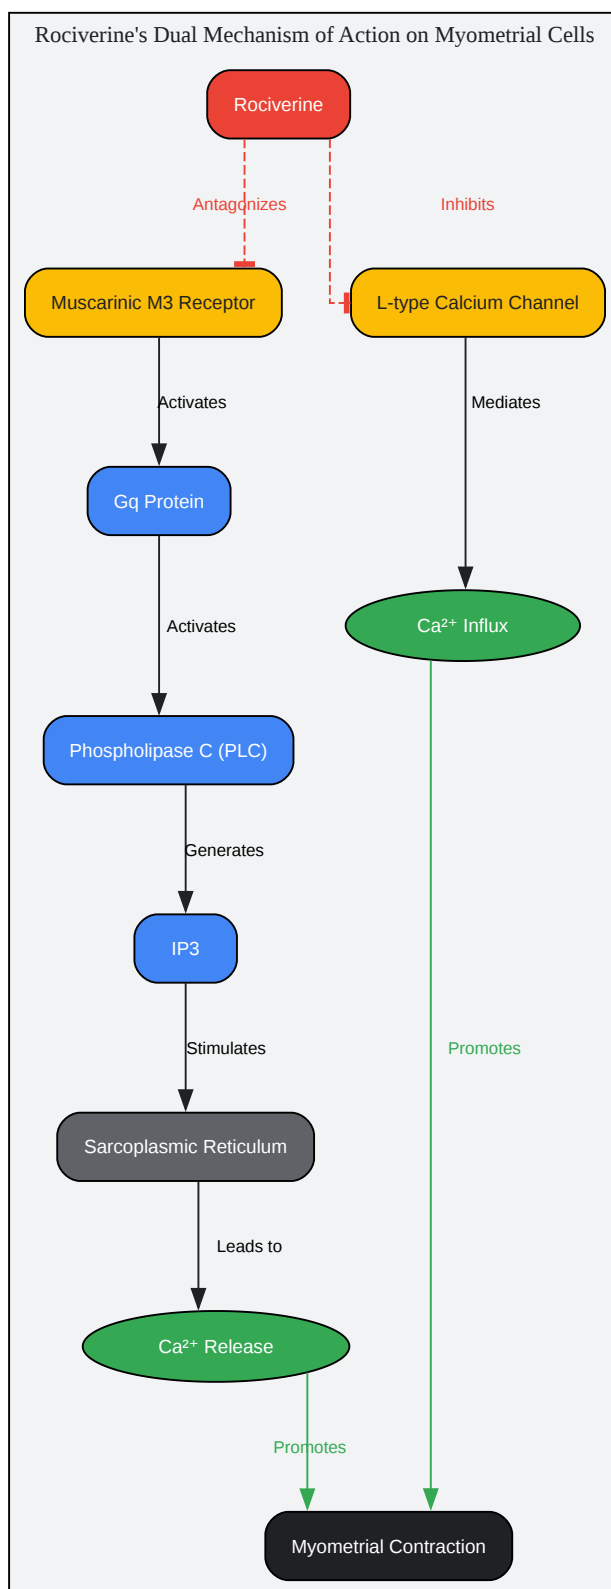 Rociverine's Dual Mechanism of Action on Myometrial Cells
Rociverine
Antagonizes
Inhibits
Muscarinic M3 Receptor
L-type Calcium Channel
Activates
Mediates
Gq Protein
Ca²⁺ Influx
Activates
Phospholipase C (PLC)
Generates
IP3
Stimulates
Promotes
Sarcoplasmic Reticulum
Leads to
Ca²⁺ Release
Promotes
Myometrial Contraction